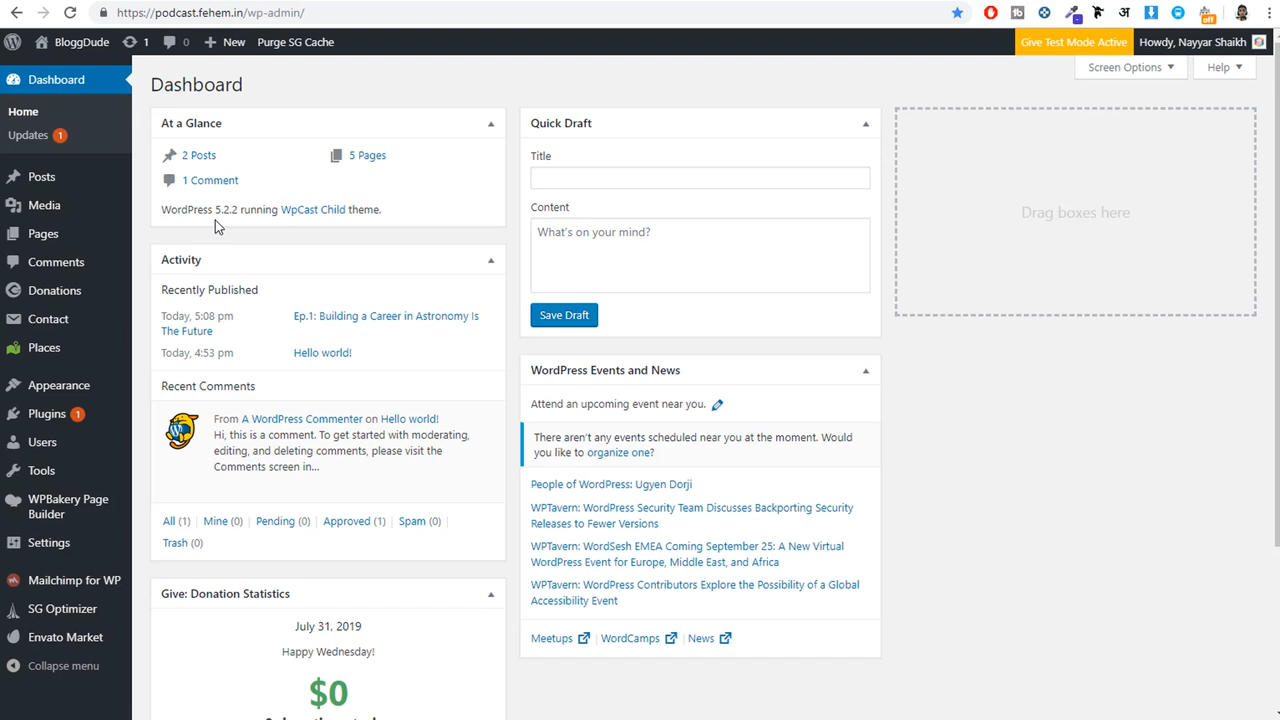 https://podcast.fehem.in/wp-admin/
अ
off
BloggDude
1
0
New
Purge SG Cache
Give Test Mode Active
Howdy, Nayyar Shaikh
Screen Options
Help
Dashboard
Home
Updates 1
Posts
Media
Pages
Comments
Donations
Contact
Places
Appearance
Plugins 1
Users
Tools
WPBakery Page
Builder
Settings
Mailchimp for WP
SG Optimizer
Envato Market
Collapse menu
Dashboard
At a Glance
2 Posts
5 Pages
1 Comment
WordPress 5.2.2 running WpCast Child theme.
Activity
Recently Published
Today, 5:08 pm Ep.1: Building a Career in Astronomy Is
The Future
Today, 4:53 pm Hello world!
Recent Comments
From A WordPress Commenter on Hello world!
Hi, this is a comment. To get started with moderating,
editing, and deleting comments, please visit the
Comments screen in...
All (1) | Mine (0) | Pending (0) | Approved (1) | Spam (0) |
Trash (0)
Give: Donation Statistics
July 31, 2019
Happy Wednesday!
$0
Quick Draft
Title
Content
What's on your mind?
Save Draft
WordPress Events and News
Attend an upcoming event near you.
There aren't any events scheduled near you at the moment. Would
you like to organize one?
People of WordPress: Ugyen Dorji
WPTavern: WordPress Security Team Discusses Backporting Security
Releases to Fewer Versions
WPTavern: WordSesh EMEA Coming September 25: A New Virtual
WordPress Event for Europe, Middle East, and Africa
WPTavern: WordPress Contributors Explore the Possibility of a Global
Accessibility Event
Meetups | WordCamps | News
Drag boxes here